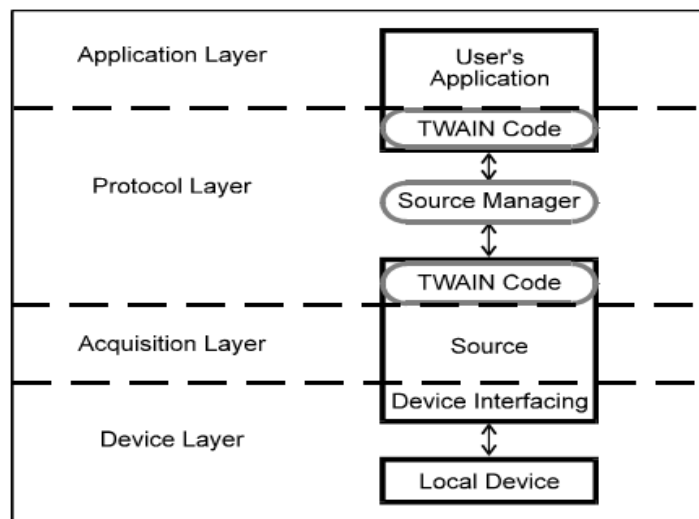 Application Layer
User's
Application
TWAIN Code
Protocol Layer
Source Manager
TWAIN Code
Acquisition Layer
Source
Device Interfacing
Device Layer
Local Device